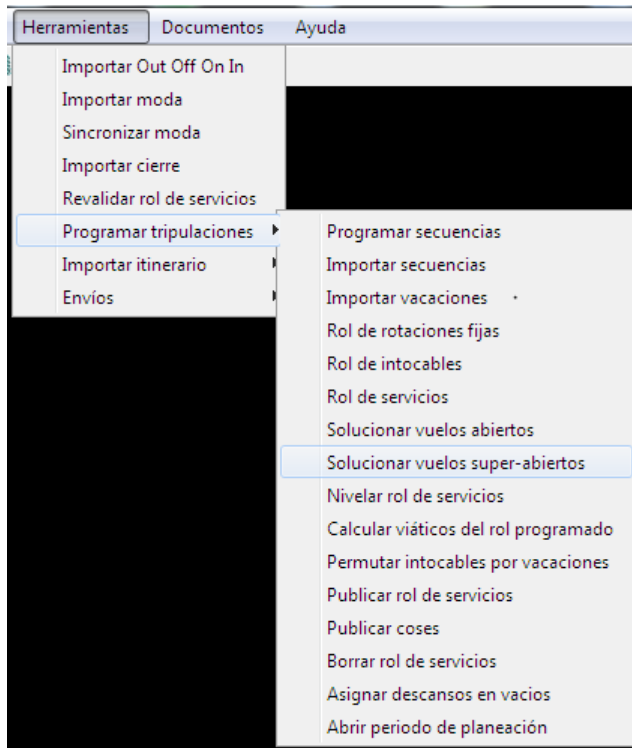 Herramientas Documentos Ayuda
Importar Out Off On In
Importar moda
Sincronizar moda
Importar cierre
Revalidar rol de servicios
Programar tripulaciones
Importar itinerario
Envíos
Programar secuencias
Importar secuencias
Importar vacaciones
Rol de rotaciones fijas
Rol de intocables
Rol de servicios
Solucionar vuelos abiertos
Solucionar vuelos super-abiertos
Nivelar rol de servicios
Calcular viáticos del rol programado
Permutar intocables por vacaciones
Publicar rol de servicios
Publicar coses
Borrar rol de servicios
Asignar descansos en vacios
Abrir periodo de planeación